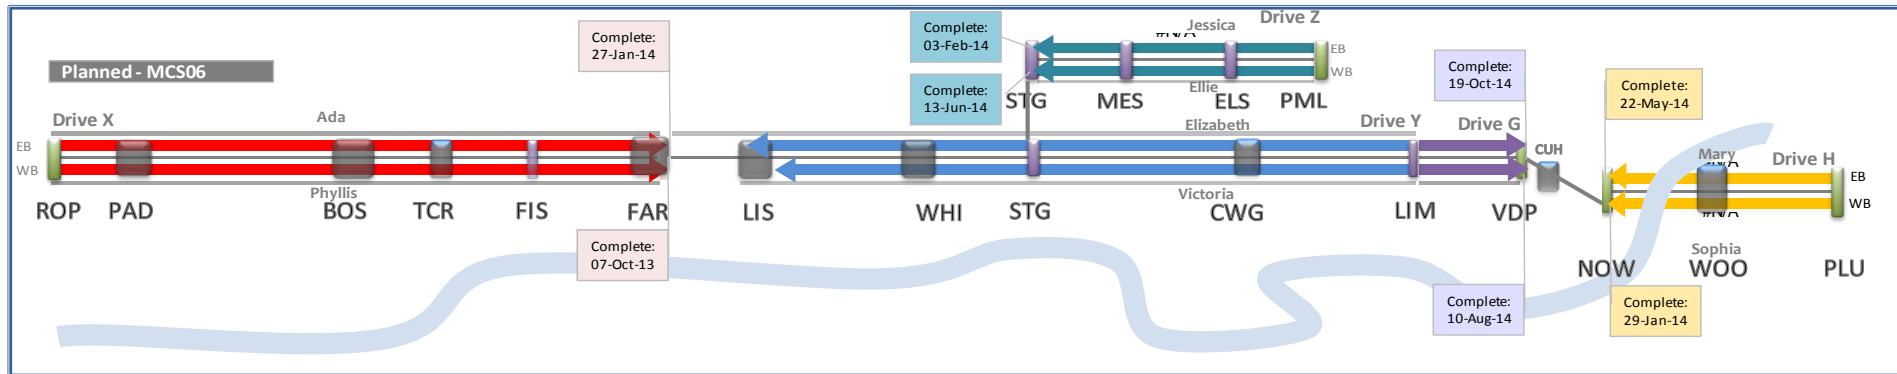 Planned - MCS06
Complete:
27-Jan-14
Complete:
03-Feb-14
Complete:
13-Jun-14
Jessica
Drive Z
#N/A
EB
WB
Ellie
STG MES ELS PML
Complete:
19-Oct-14
Complete:
22-May-14
Drive X
Ada
Elizabeth
Drive Y
Drive G
EB
WB
CUH
Mary
#N/A
Drive H
EB
WB
#N/A
Phyllis
Victoria
ROP PAD BOS TCR FIS FAR LIS WHI STG CWG LIM VDP
Sophia
NOW WOO PLU
Complete:
07-Oct-13
Complete:
10-Aug-14
Complete:
29-Jan-14